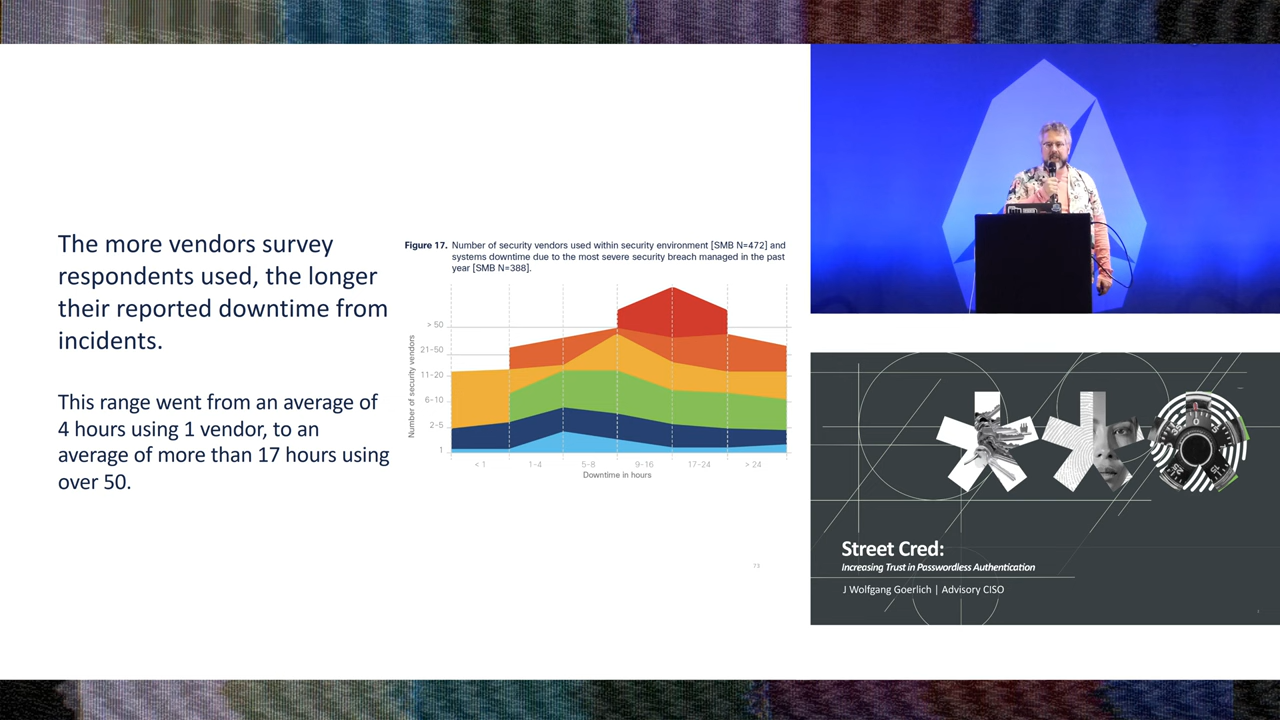 The more vendors survey
respondents used, the longer
their reported downtime from
incidents.
This range went from an average of
4 hours using 1 vendor, to an
average of more than 17 hours using
over 50.
Figure 17. Number of security vendors used within security environment [SMB N=472] and
systems downtime due to the most severe security breach managed in the past
year [SMB N=388].
Number of security vendors
> 50
21-50
11-20
6-10
2-5
1
< 1
1-4
5-8
9-16
17-24
> 24
Downtime in hours
Street Cred:
Increasing Trust in Passwordless Authentication
J Wolfgang Goerlich | Advisory CISO